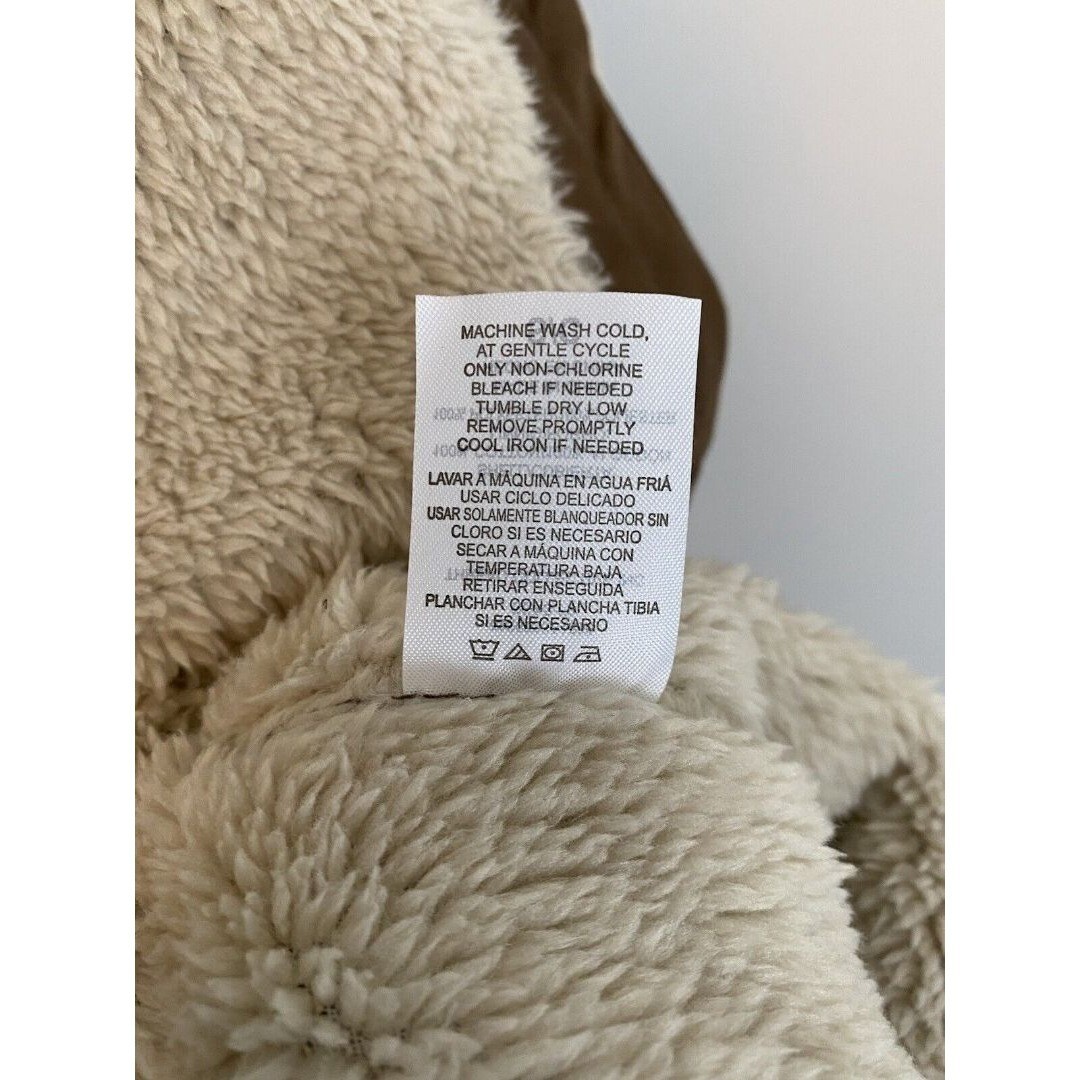 MACHINE WASH COLD,
AT GENTLE CYCLE
ONLY NON-CHLORINE
BLEACH IF NEEDED
TUMBLE DRY LOW
REMOVE PROMPTLY
COOL IRON IF NEEDED
LAVAR A MÁQUINA EN AGUA FRIÁ
USAR CICLO DELICADO
USAR SOLAMENTE BLANQUEADOR SIN
CLORO SI ES NECESARIO
SECAR A MÁQUINA CON
TEMPERATURA BAJA
RETIRAR ENSEGUIDA
PLANCHAR CON PLANCHA TIBIA
SI ES NECESARIO